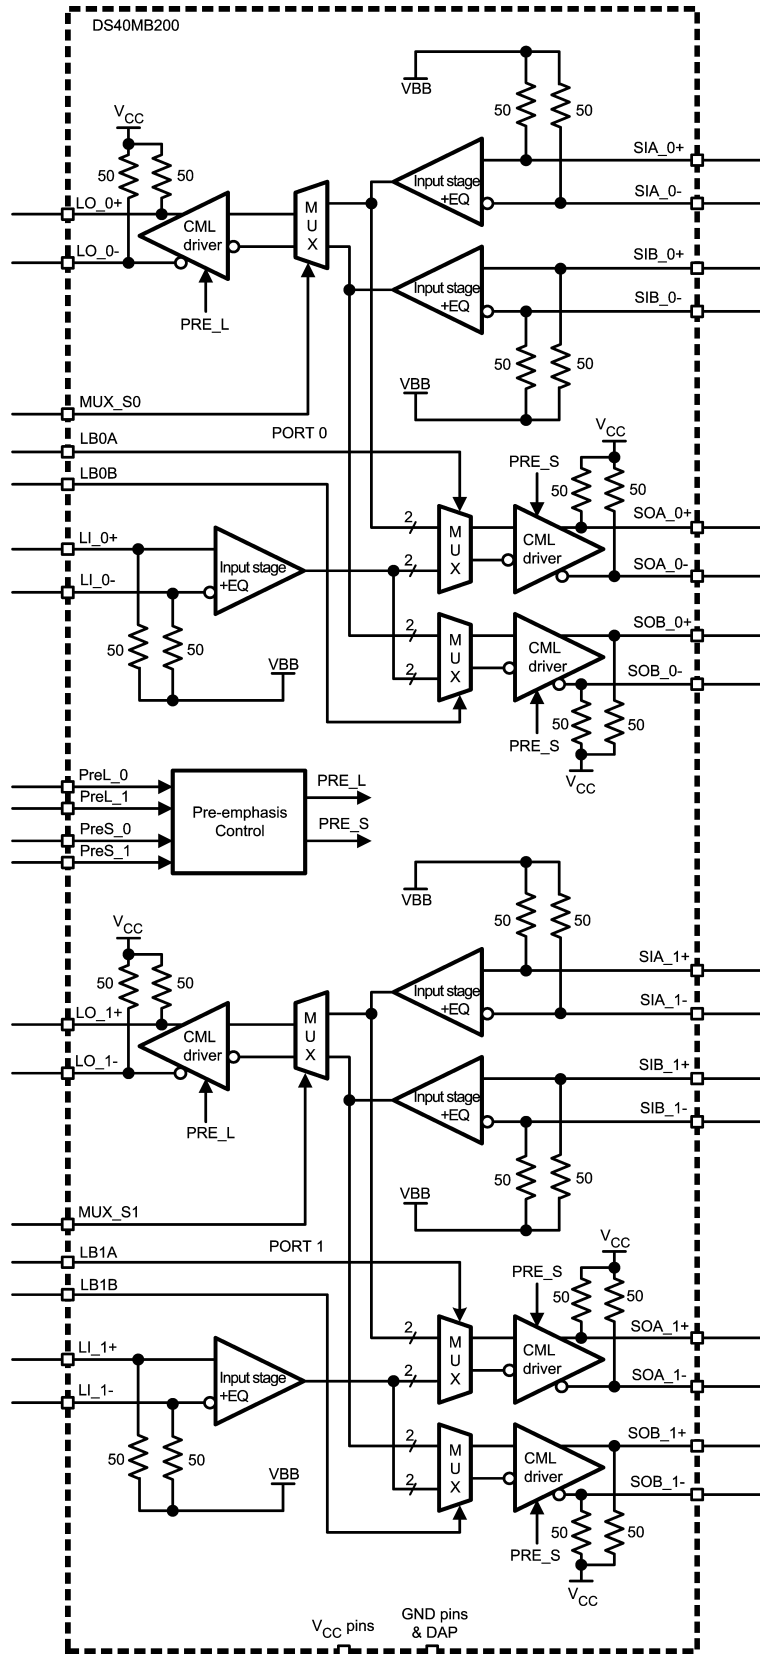 DS40MB200
VBB
50
50
VCC
50
50
SIA_0+
Input stage
+EQ
SIA_0-
LO_0+
CML
driver
M
U
X
LO_0-
SIB_0+
Input stage
+EQ
SIB_0-
PRE_L
50
50
VBB
MUX_S0
PORT 0
LB0A
VCC
LB0B
PRE_S
50
50
2
M
U
X
CML
driver
SOA_0+
LI_0+
Input stage
+EQ
2
SOA_0-
LI_0-
2
M
U
X
CML
driver
SOB_0+
50
50
VBB
2
SOB_0-
50
50
PRE_S
VCC
PreL_0
PreL_1
PreS_0
PreS_1
Pre-emphasis
Control
PRE_L
PRE_S
VBB
50
50
VCC
50
50
SIA_1+
Input stage
+EQ
SIA_1-
LO_1+
CML
driver
M
U
X
LO_1-
SIB_1+
Input stage
+EQ
SIB_1-
PRE_L
50
50
VBB
MUX_S1
PORT 1
LB1A
VCC
LB1B
PRE_S
50
50
2
M
U
X
CML
driver
SOA_1+
LI_1+
Input stage
+EQ
2
SOA_1-
LI_1-
2
M
U
X
CML
driver
SOB_1+
50
50
VBB
2
SOB_1-
50
50
PRE_S
VCC
VCC pins
GND pins
& DAP